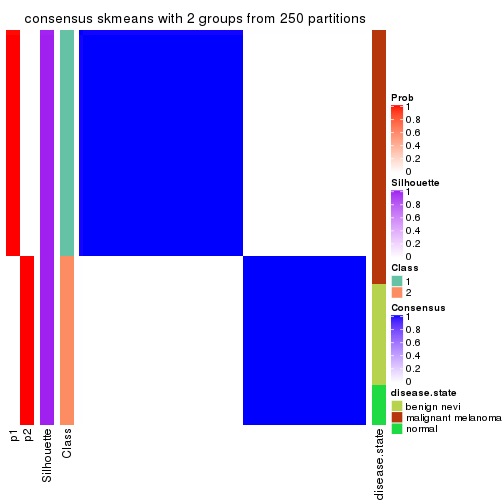 consensus skmeans with 2 groups from 250 partitions
Prob
1
0.8
0.6
0.4
0.2
0
Silhouette
1
0.8
0.6
0.4
0.2
0
Class
1
2
Consensus
1
0.8
0.6
0.4
0.2
0
disease.state
benign nevi
malignant melanoma
normal
p1
p2
Silhouette
Class
disease.state